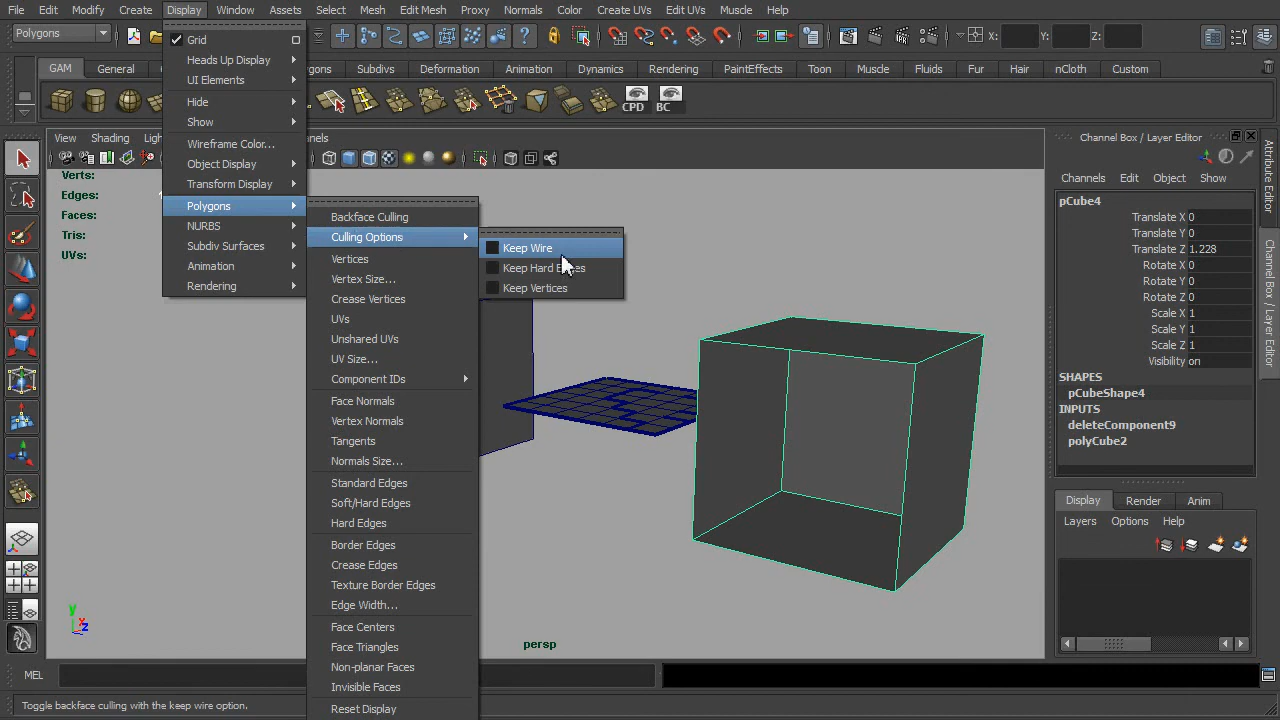 File Edit Modify Create Display Window Assets Select Mesh Edit Mesh Proxy Normals Color Create UVs Edit UVs Muscle Help
Polygons
X: Y: Z:
GAM General Subdivs Deformation Animation Dynamics Rendering PaintEffects Toon Muscle Fluids Fur Hair nCloth Custom
CPD BC
View Shading
Verts:
Edges:
Faces:
Tris:
UVs:
Grid
Heads Up Display
UI Elements
Hide
Show
Wireframe Color...
Object Display
Transform Display
Polygons
NURBS
Subdiv Surfaces
Animation
Rendering
Backface Culling
Culling Options
Vertices
Vertex Size...
Crease Vertices
UVs
Unshared UVs
UV Size...
Component IDs
Face Normals
Vertex Normals
Tangents
Normals Size...
Standard Edges
Soft/Hard Edges
Hard Edges
Border Edges
Crease Edges
Texture Border Edges
Edge Width...
Face Centers
Face Triangles
Non-planar Faces
Invisible Faces
Reset Display
Keep Wire
Keep Hard Edges
Keep Vertices
y
x
z
persp
Channel Box / Layer Editor
Channels Edit Object Show
pCube4
Translate X 0
Translate Y 0
Translate Z 1.228
Rotate X 0
Rotate Y 0
Rotate Z 0
Scale X 1
Scale Y 1
Scale Z 1
Visibility on
SHAPES
pCubeShape4
INPUTS
deleteComponent9
polyCube2
Display Render Anim
Layers Options Help
Attribute Editor
Channel Box / Layer Editor
MEL
Toggle backface culling with the keep wire option.